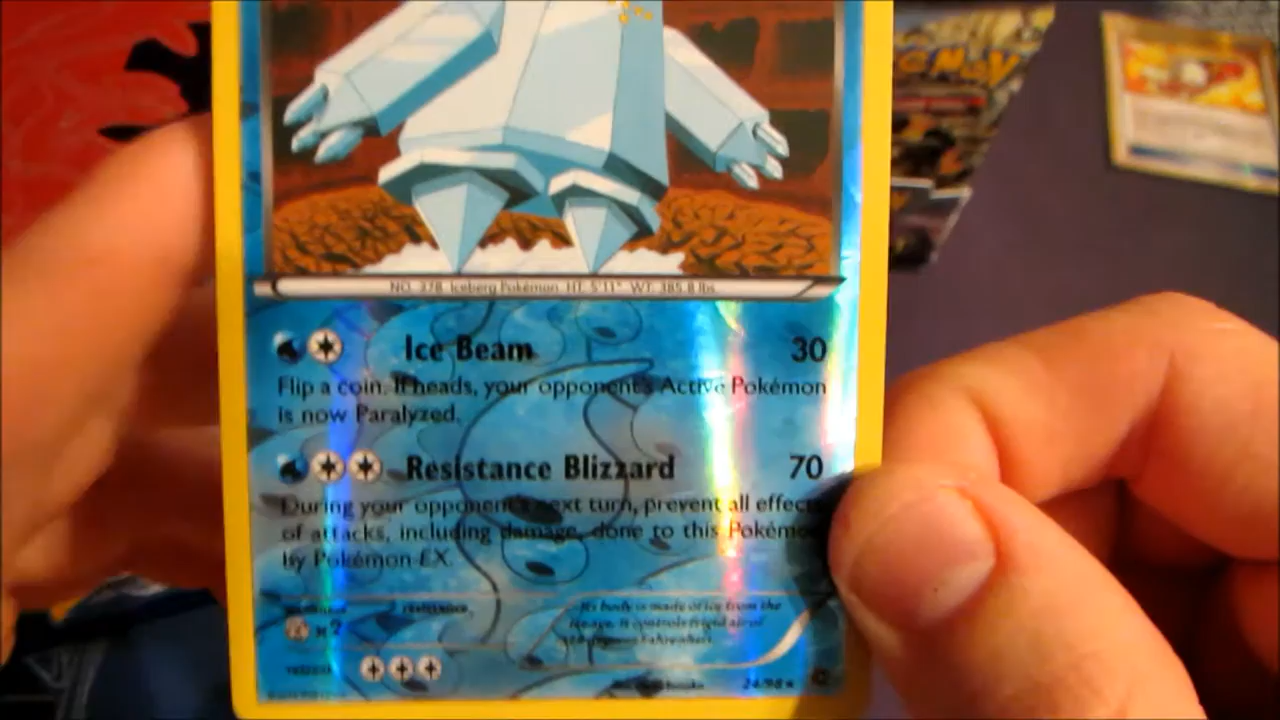 NO. 378 Iceberg Pokémon HT: 5'11" WT: 385.8 lbs
Ice Beam 30
Flip a coin. If heads, your opponent's Active Pokémon
is now Paralyzed.
Resistance Blizzard 70
During your opponent's next turn, prevent all effects
of attacks, including damage, done to this Pokémon
by Pokémon-EX.
resistance
×2
Its body is made of ice from the
ice age. It controls frigid air of
degrees Fahrenheit.